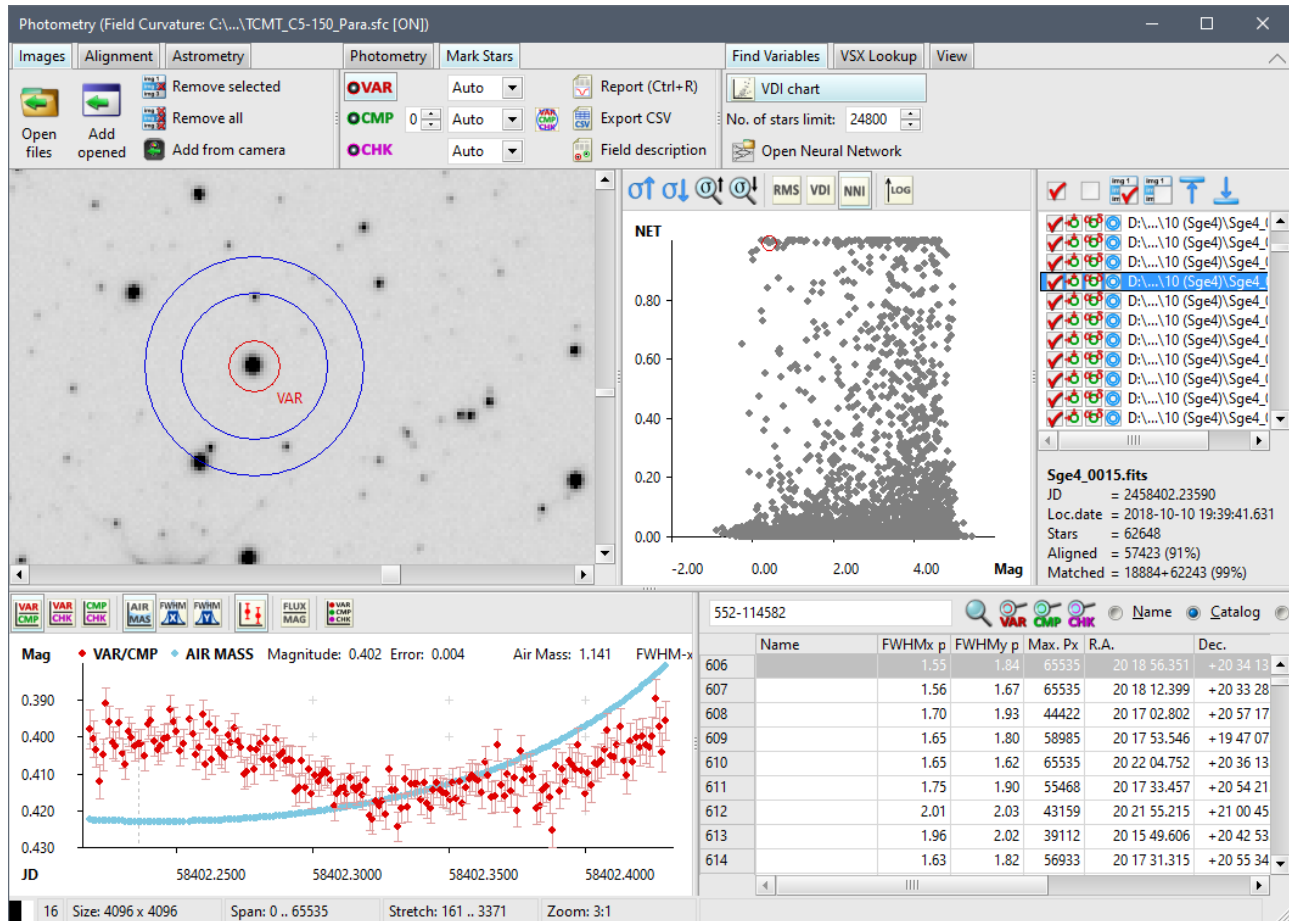 Photometry (Field Curvature: C:\...\TCMT_C5-150_Para.sfc [ON])
Images Alignment Astrometry Photometry Mark Stars Find Variables VSX Lookup View
Open files
Add opened
Remove selected
Remove all
Add from camera
VAR Auto
CMP 0 Auto
CHK Auto
VAR CMP CHK
Report (Ctrl+R)
CSV Export CSV
Field description
VDI chart
No. of stars limit: 24800
Open Neural Network
VAR
RMS VDI NNI LOG
NET
0.80
0.60
0.40
0.20
0.00
-2.00 0.00 2.00 4.00 Mag
D:\...\10 (Sge4)\Sge4_(
D:\...\10 (Sge4)\Sge4_(
D:\...\10 (Sge4)\Sge4_(
D:\...\10 (Sge4)\Sge4_
D:\...\10 (Sge4)\Sge4_(
D:\...\10 (Sge4)\Sge4_(
D:\...\10 (Sge4)\Sge4_(
D:\...\10 (Sge4)\Sge4_(
D:\...\10 (Sge4)\Sge4_(
D:\...\10 (Sge4)\Sge4_(
D:\...\10 (Sge4)\Sge4_(
Sge4_0015.fits
JD = 2458402.23590
Loc.date = 2018-10-10 19:39:41.631
Stars = 62648
Aligned = 57423 (91%)
Matched = 18884+62243 (99%)
VAR CMP VAR CHK CMP CHK AIR MAS FWHM X FWHM Y FLUX MAG VAR CMP CHK
Mag VAR/CMP AIR MASS Magnitude: 0.402 Error: 0.004 Air Mass: 1.141 FWHM-x
0.390
0.400
0.410
0.420
0.430
JD 58402.2500 58402.3000 58402.3500 58402.4000
552-114582 VAR CMP CHK Name Catalog
Name FWHMx p FWHMy p Max. Px R.A. Dec.
606 1.55 1.84 65535 20 18 56.351 +20 34 13
607 1.56 1.67 65535 20 18 12.399 +20 33 28
608 1.70 1.93 44422 20 17 02.802 +20 57 17
609 1.65 1.80 58985 20 17 53.546 +19 47 07
610 1.65 1.62 65535 20 22 04.752 +20 36 13
611 1.75 1.90 55468 20 17 33.457 +20 54 21
612 2.01 2.03 43159 20 21 55.215 +21 00 45
613 1.96 2.02 39112 20 15 49.606 +20 42 53
614 1.63 1.82 56933 20 17 31.315 +20 55 34
16 Size: 4096 x 4096 Span: 0 .. 65535 Stretch: 161 .. 3371 Zoom: 3:1